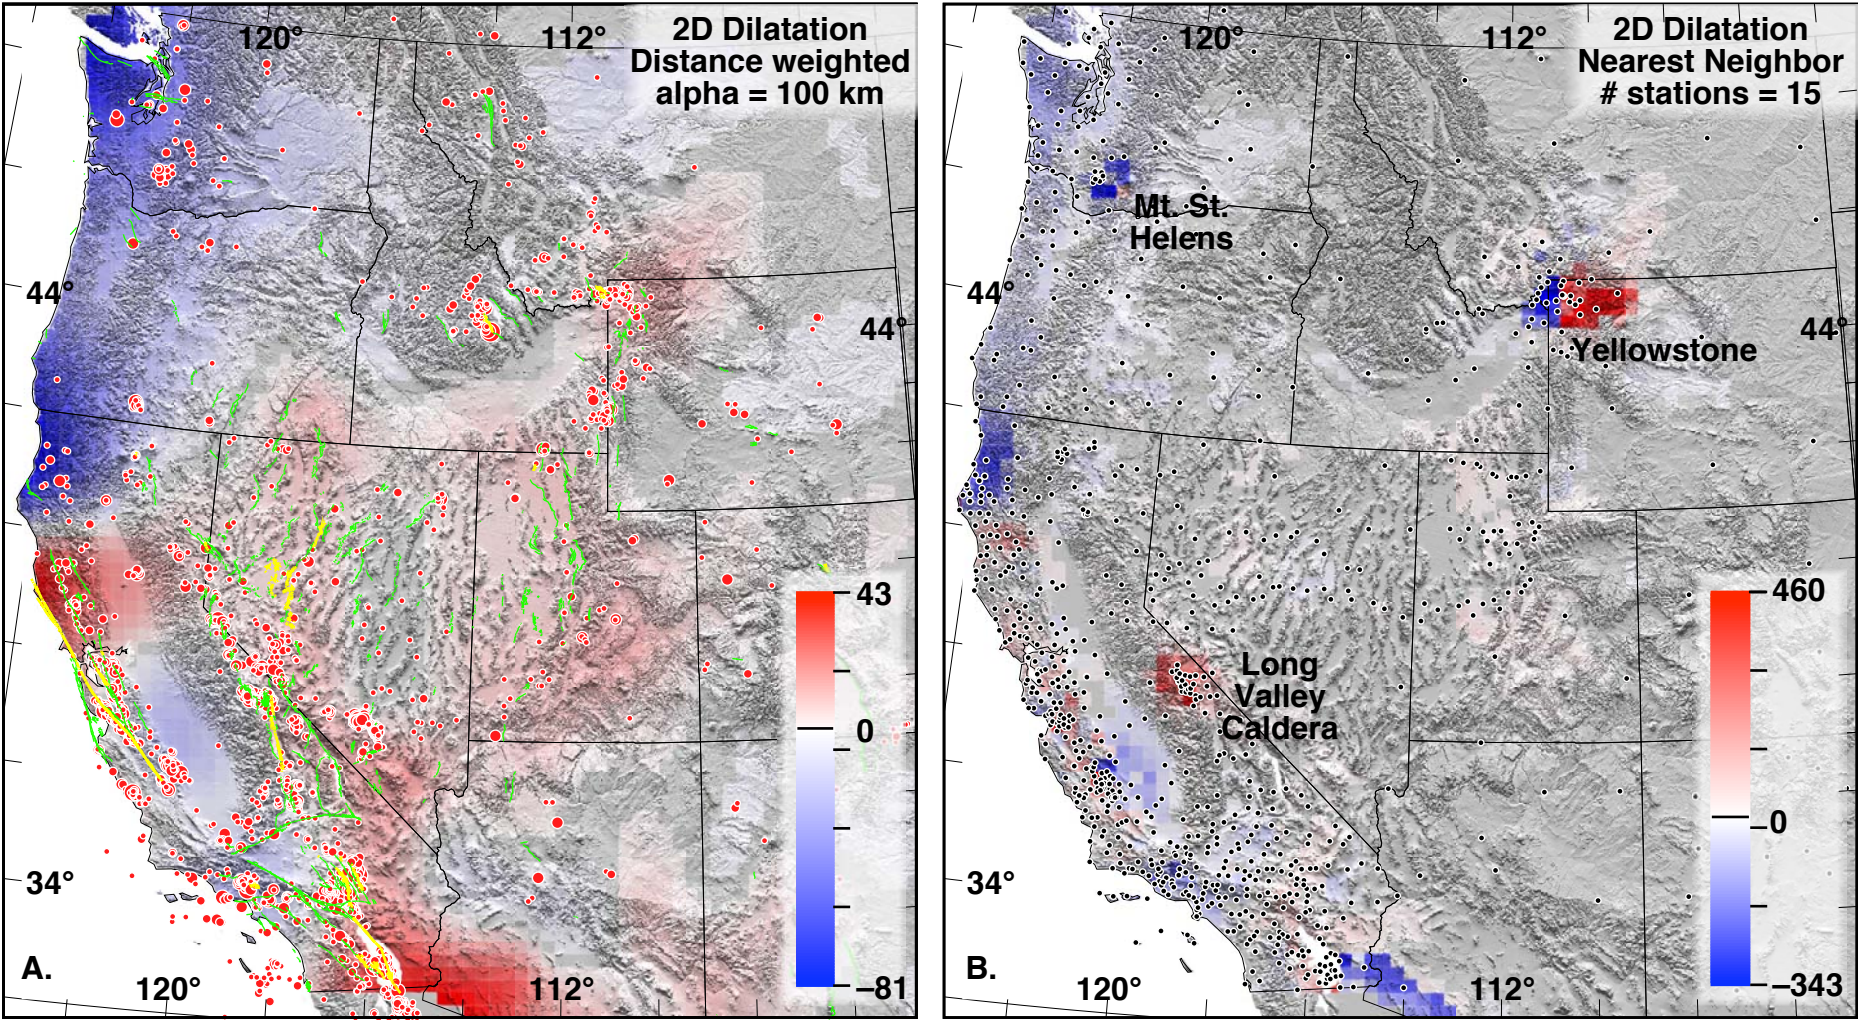 120°
112°
2D Dilatation
Distance weighted
alpha = 100 km
44°
44°
43
0
34°
A.
120°
112°
−81
120°
112°
2D Dilatation
Nearest Neighbor
# stations = 15
Mt. St.
Helens
44°
44°
Yellowstone
460
Long
Valley
Caldera
0
34°
B.
120°
112°
−343